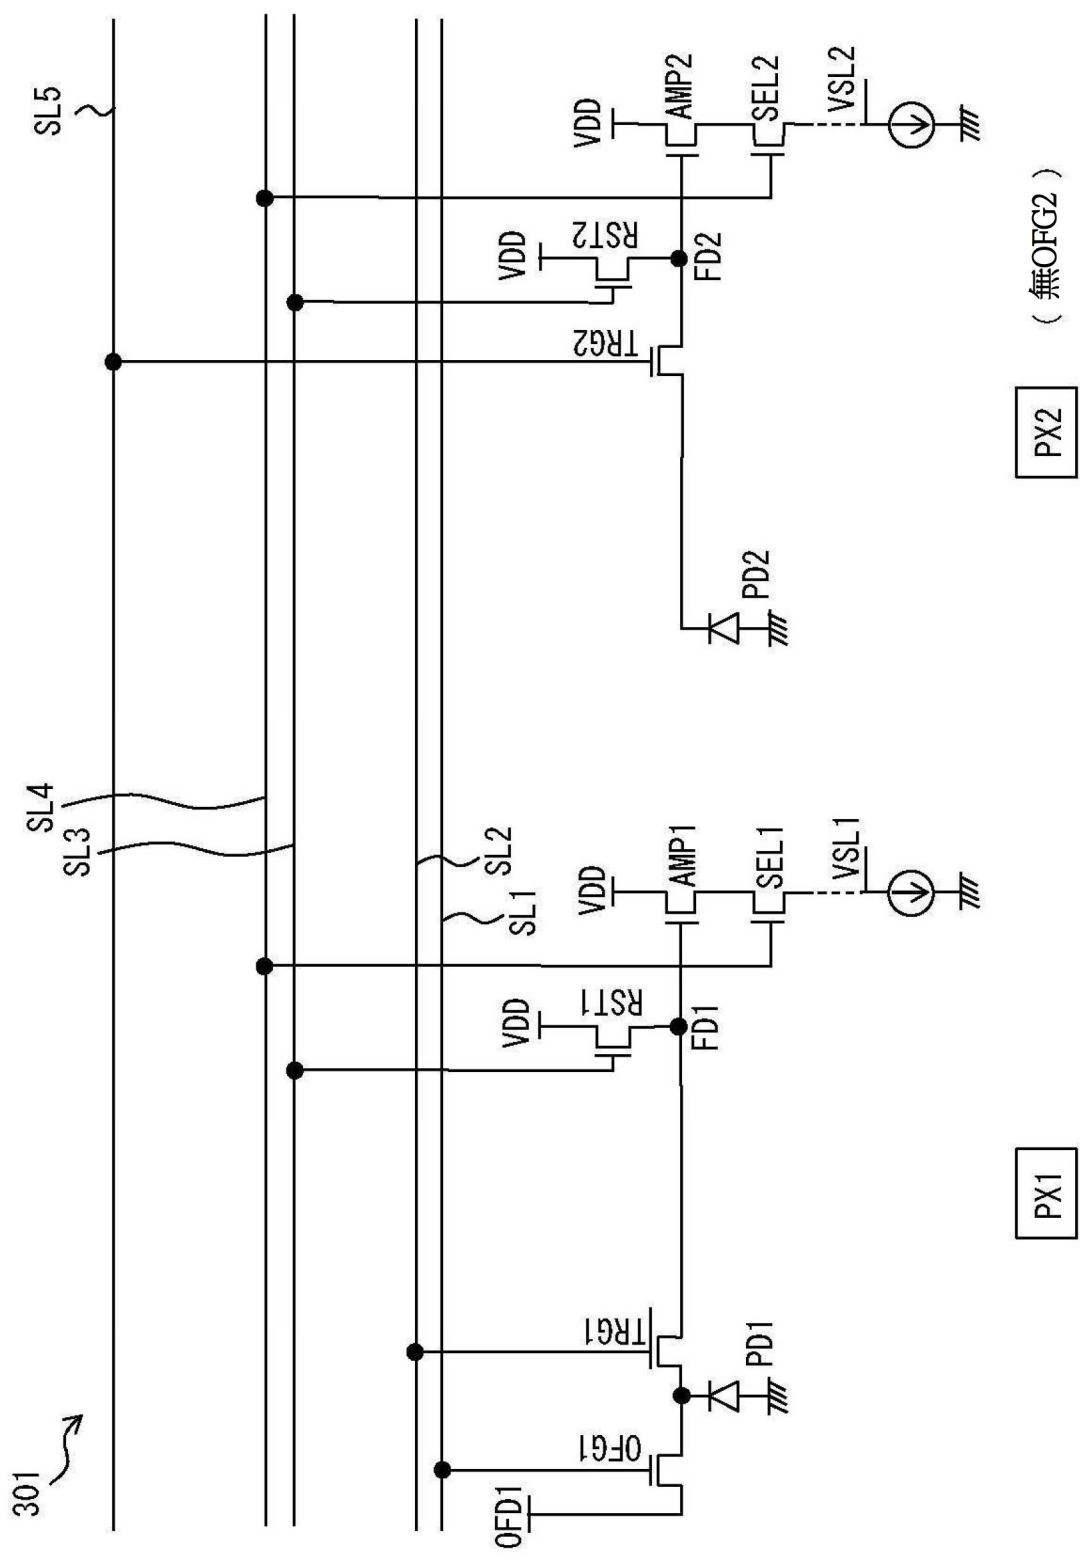 301
SL5
SL4
SL3
SL2
SL1
OFD1
OFG1
TRG1
PD1
VDD
RST1
FD1
VDD
AMP1
SEL1
VSL1
PD2
TRG2
VDD
RST2
FD2
VDD
AMP2
SEL2
VSL2
PX1
PX2
( 無OFG2 )